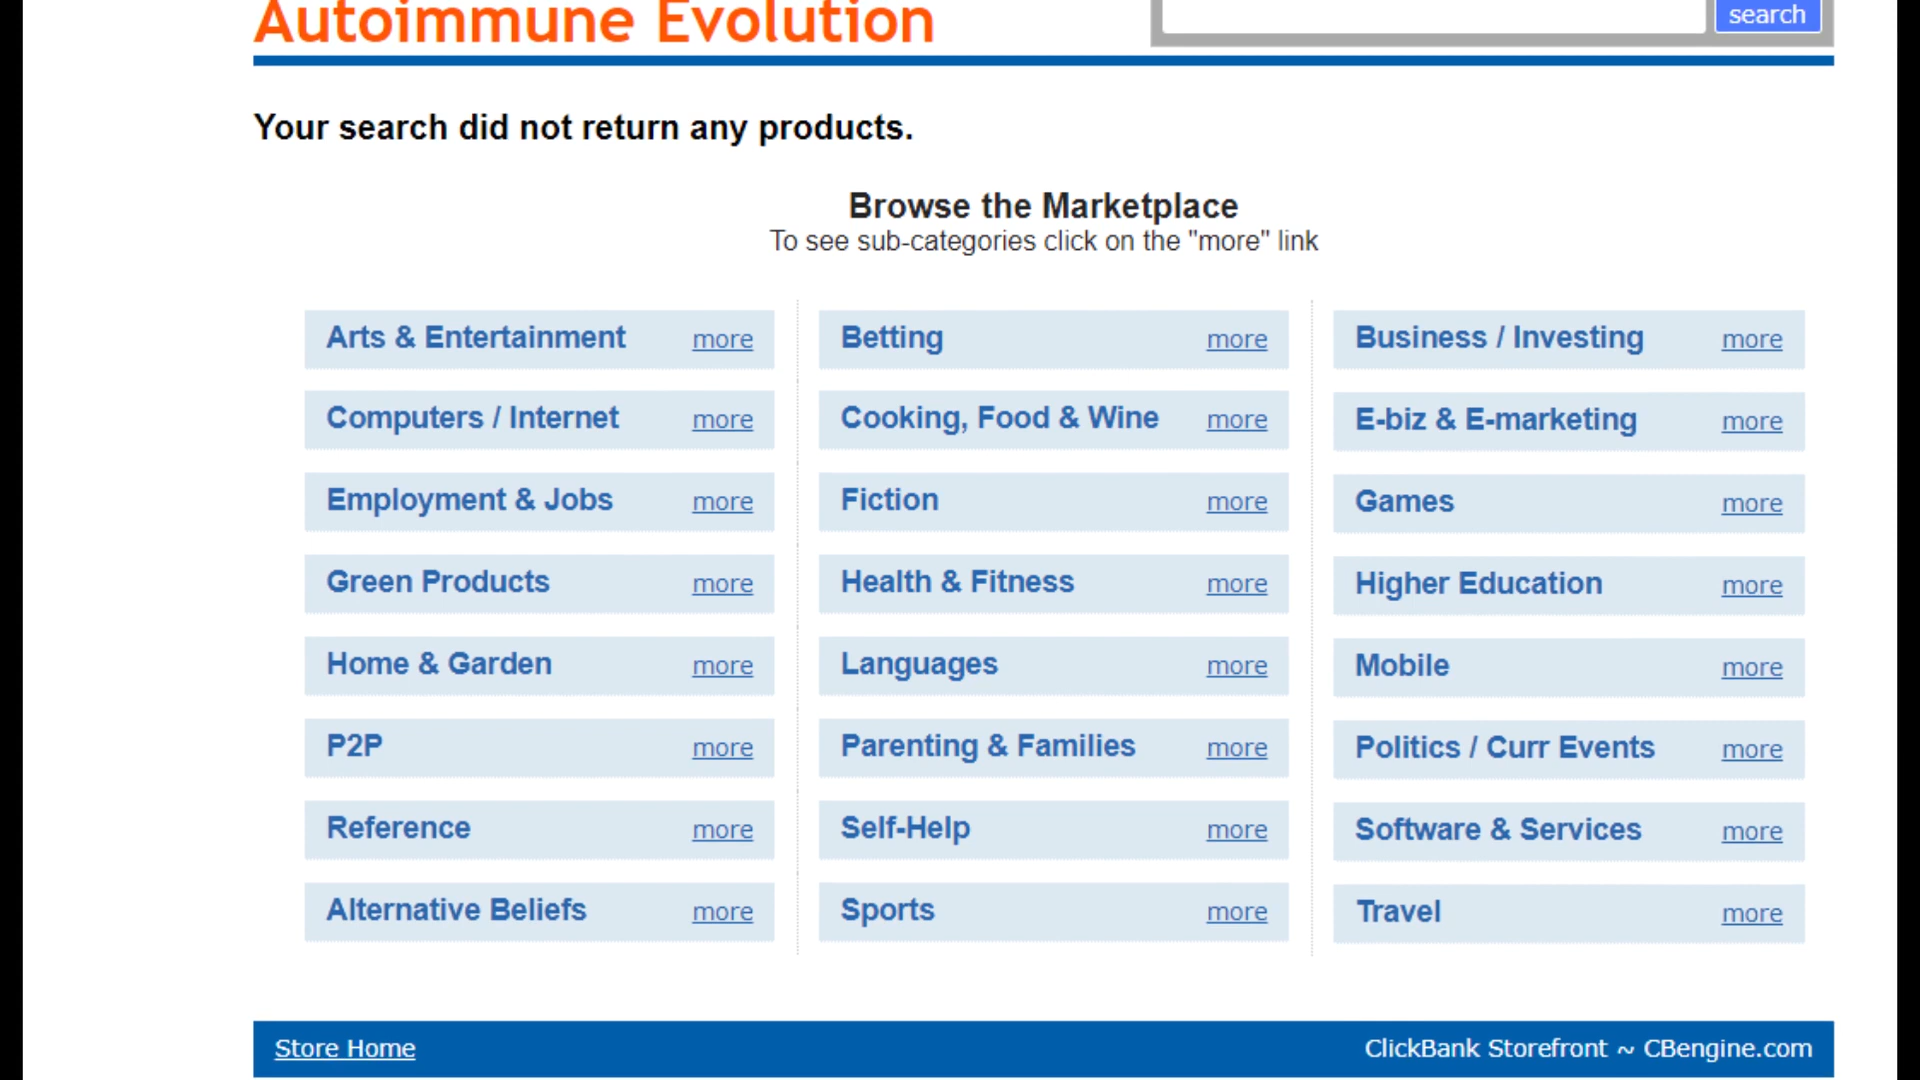 Autoimmune Evolution
search
Your search did not return any products.
Browse the Marketplace
To see sub-categories click on the "more" link
Arts & Entertainment more Betting more Business / Investing more
Computers / Internet more Cooking, Food & Wine more E-biz & E-marketing more
Employment & Jobs more Fiction more Games more
Green Products more Health & Fitness more Higher Education more
Home & Garden more Languages more Mobile more
P2P more Parenting & Families more Politics / Curr Events more
Reference more Self-Help more Software & Services more
Alternative Beliefs more Sports more Travel more
Store Home ClickBank Storefront ~ CBengine.com